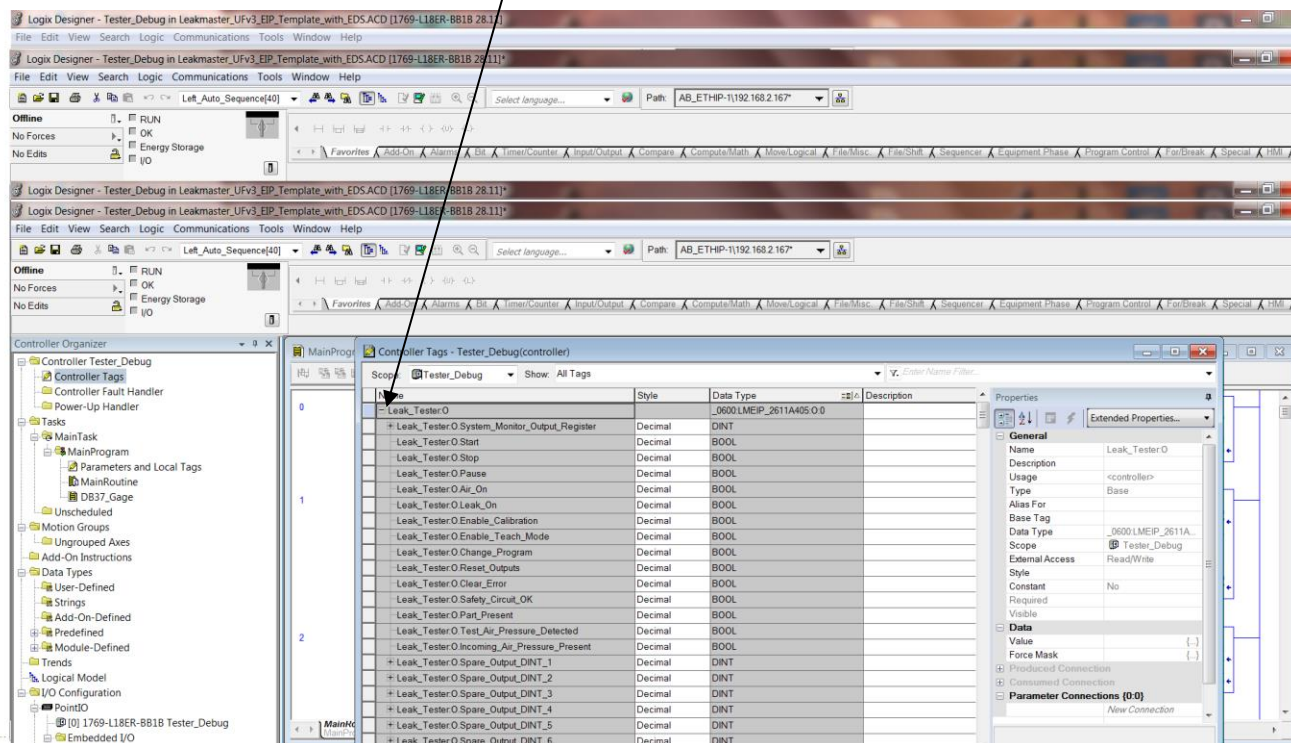 Logix Designer - Tester_Debug in Leakmaster_UFv3_EIP_Template_with_EDS.ACD [1769-L18ER-BB1B 28.11]
File Edit View Search Logic Communications Tools Window Help
Logix Designer - Tester_Debug in Leakmaster_UFv3_EIP_Template_with_EDS.ACD [1769-L18ER-BB1B 28.11]*
File Edit View Search Logic Communications Tools Window Help
Left_Auto_Sequence[40] Select language... Path: AB_ETHIP-1\192.168.2.167*
Offline RUN
No Forces OK
No Edits Energy Storage
I/O
Favorites Add-On Alarms Bit Timer/Counter Input/Output Compare Compute/Math Move/Logical File/Misc. File/Shift Sequencer Equipment Phase Program Control For/Break Special HMI
Logix Designer - Tester_Debug in Leakmaster_UFv3_EIP_Template_with_EDS.ACD [1769-L18ER-BB1B 28.11]*
Logix Designer - Tester_Debug in Leakmaster_UFv3_EIP_Template_with_EDS.ACD [1769-L18ER-BB1B 28.11]*
File Edit View Search Logic Communications Tools Window Help
Left_Auto_Sequence[40] Select language... Path: AB_ETHIP-1\192.168.2.167*
Offline RUN
No Forces OK
No Edits Energy Storage
I/O
Favorites Add-On Alarms Bit Timer/Counter Input/Output Compare Compute/Math Move/Logical File/Misc. File/Shift Sequencer Equipment Phase Program Control For/Break Special HMI
Controller Organizer
Controller Tester_Debug
Controller Tags
Controller Fault Handler
Power-Up Handler
Tasks
MainTask
MainProgram
Parameters and Local Tags
MainRoutine
DB37_Gage
Unscheduled
Motion Groups
Ungrouped Axes
Add-On Instructions
Data Types
User-Defined
Strings
Add-On-Defined
Predefined
Module-Defined
Trends
Logical Model
I/O Configuration
PointIO
[0] 1769-L18ER-BB1B Tester_Debug
Embedded I/O
MainProgr
0
1
2
MainRo
MainPro
Controller Tags - Tester_Debug(controller)
Scope: Tester_Debug Show: All Tags Enter Name Filter...
Name Style Data Type Description
Leak_Tester:O _0600:LMEIP_2611A405:O:0
Leak_Tester:O.System_Monitor_Output_Register Decimal DINT
Leak_Tester:O.Start Decimal BOOL
Leak_Tester:O.Stop Decimal BOOL
Leak_Tester:O.Pause Decimal BOOL
Leak_Tester:O.Air_On Decimal BOOL
Leak_Tester:O.Leak_On Decimal BOOL
Leak_Tester:O.Enable_Calibration Decimal BOOL
Leak_Tester:O.Enable_Teach_Mode Decimal BOOL
Leak_Tester:O.Change_Program Decimal BOOL
Leak_Tester:O.Reset_Outputs Decimal BOOL
Leak_Tester:O.Clear_Error Decimal BOOL
Leak_Tester:O.Safety_Circuit_OK Decimal BOOL
Leak_Tester:O.Part_Present Decimal BOOL
Leak_Tester:O.Test_Air_Pressure_Detected Decimal BOOL
Leak_Tester:O.Incoming_Air_Pressure_Present Decimal BOOL
Leak_Tester:O.Spare_Output_DINT_1 Decimal DINT
Leak_Tester:O.Spare_Output_DINT_2 Decimal DINT
Leak_Tester:O.Spare_Output_DINT_3 Decimal DINT
Leak_Tester:O.Spare_Output_DINT_4 Decimal DINT
Leak_Tester:O.Spare_Output_DINT_5 Decimal DINT
Leak_Tester:O.Spare_Output_DINT_6 Decimal DINT
Properties
Extended Properties...
General
Name Leak_Tester:O
Description
Usage <controller>
Type Base
Alias For
Base Tag
Data Type _0600:LMEIP_2611A...
Scope Tester_Debug
External Access Read/Write
Style
Constant No
Required
Visible
Data
Value {...}
Force Mask {...}
Produced Connection
Consumed Connection
Parameter Connections {0:0}
New Connection